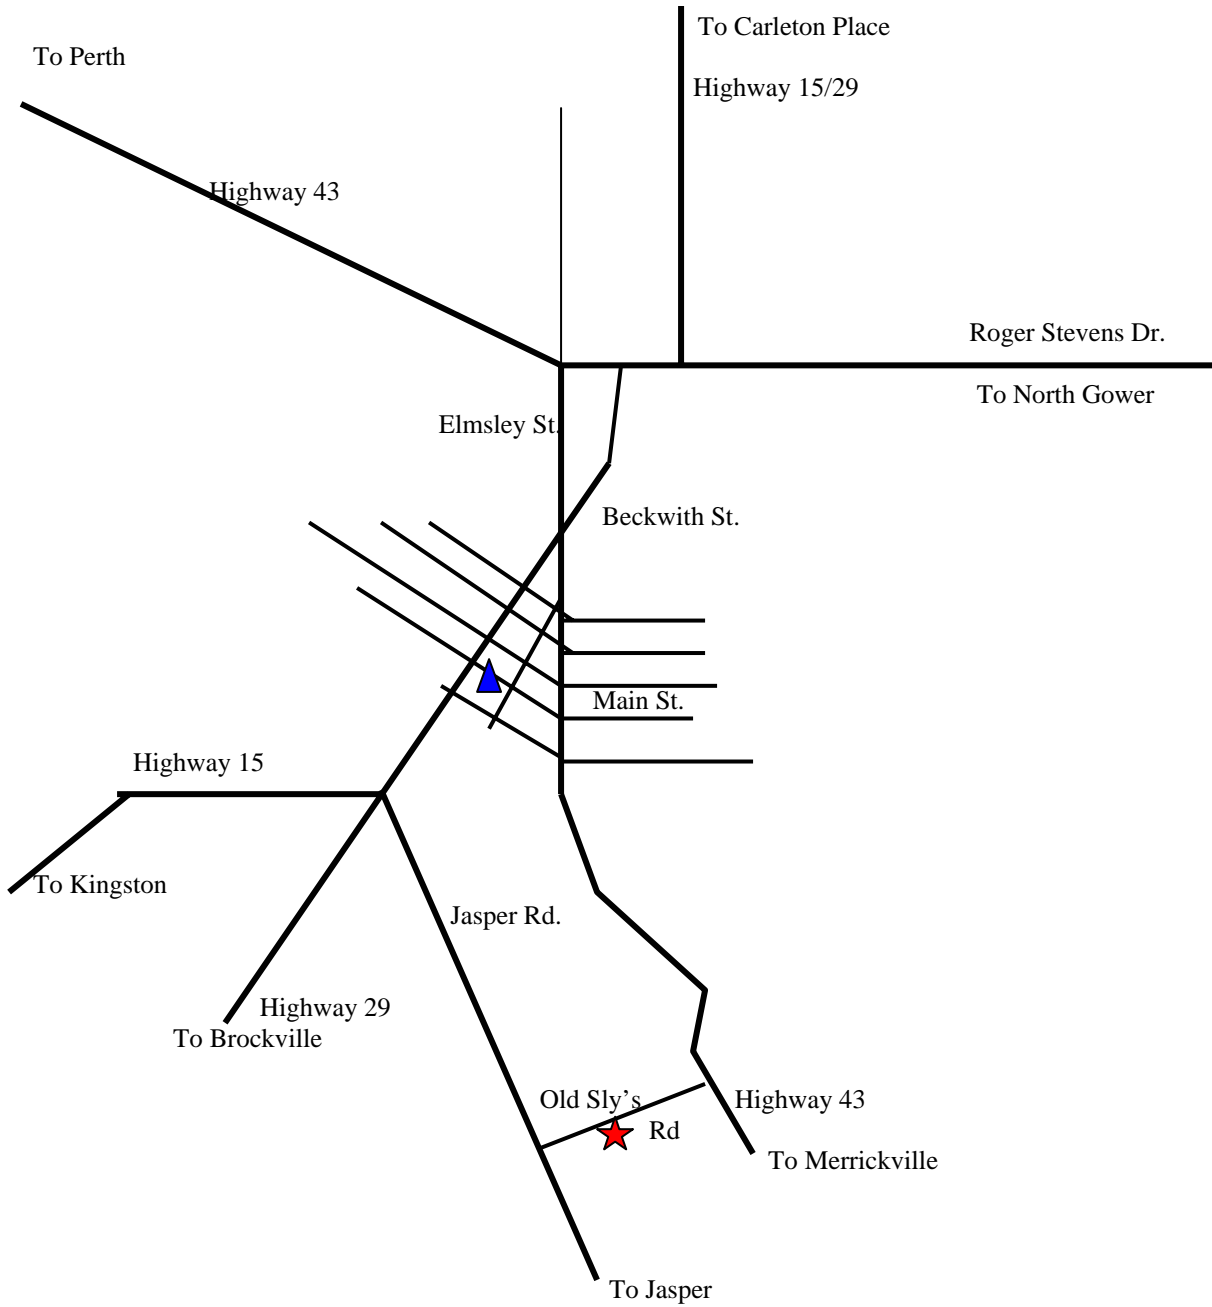 To Carleton Place
To Perth
Highway 15/29
Highway 43
Roger Stevens Dr.
To North Gower
Elmsley St.
Beckwith St.
Main St.
Highway 15
To Kingston
Jasper Rd.
Highway 29
To Brockville
Old Sly’s
Rd
Highway 43
To Merrickville
To Jasper